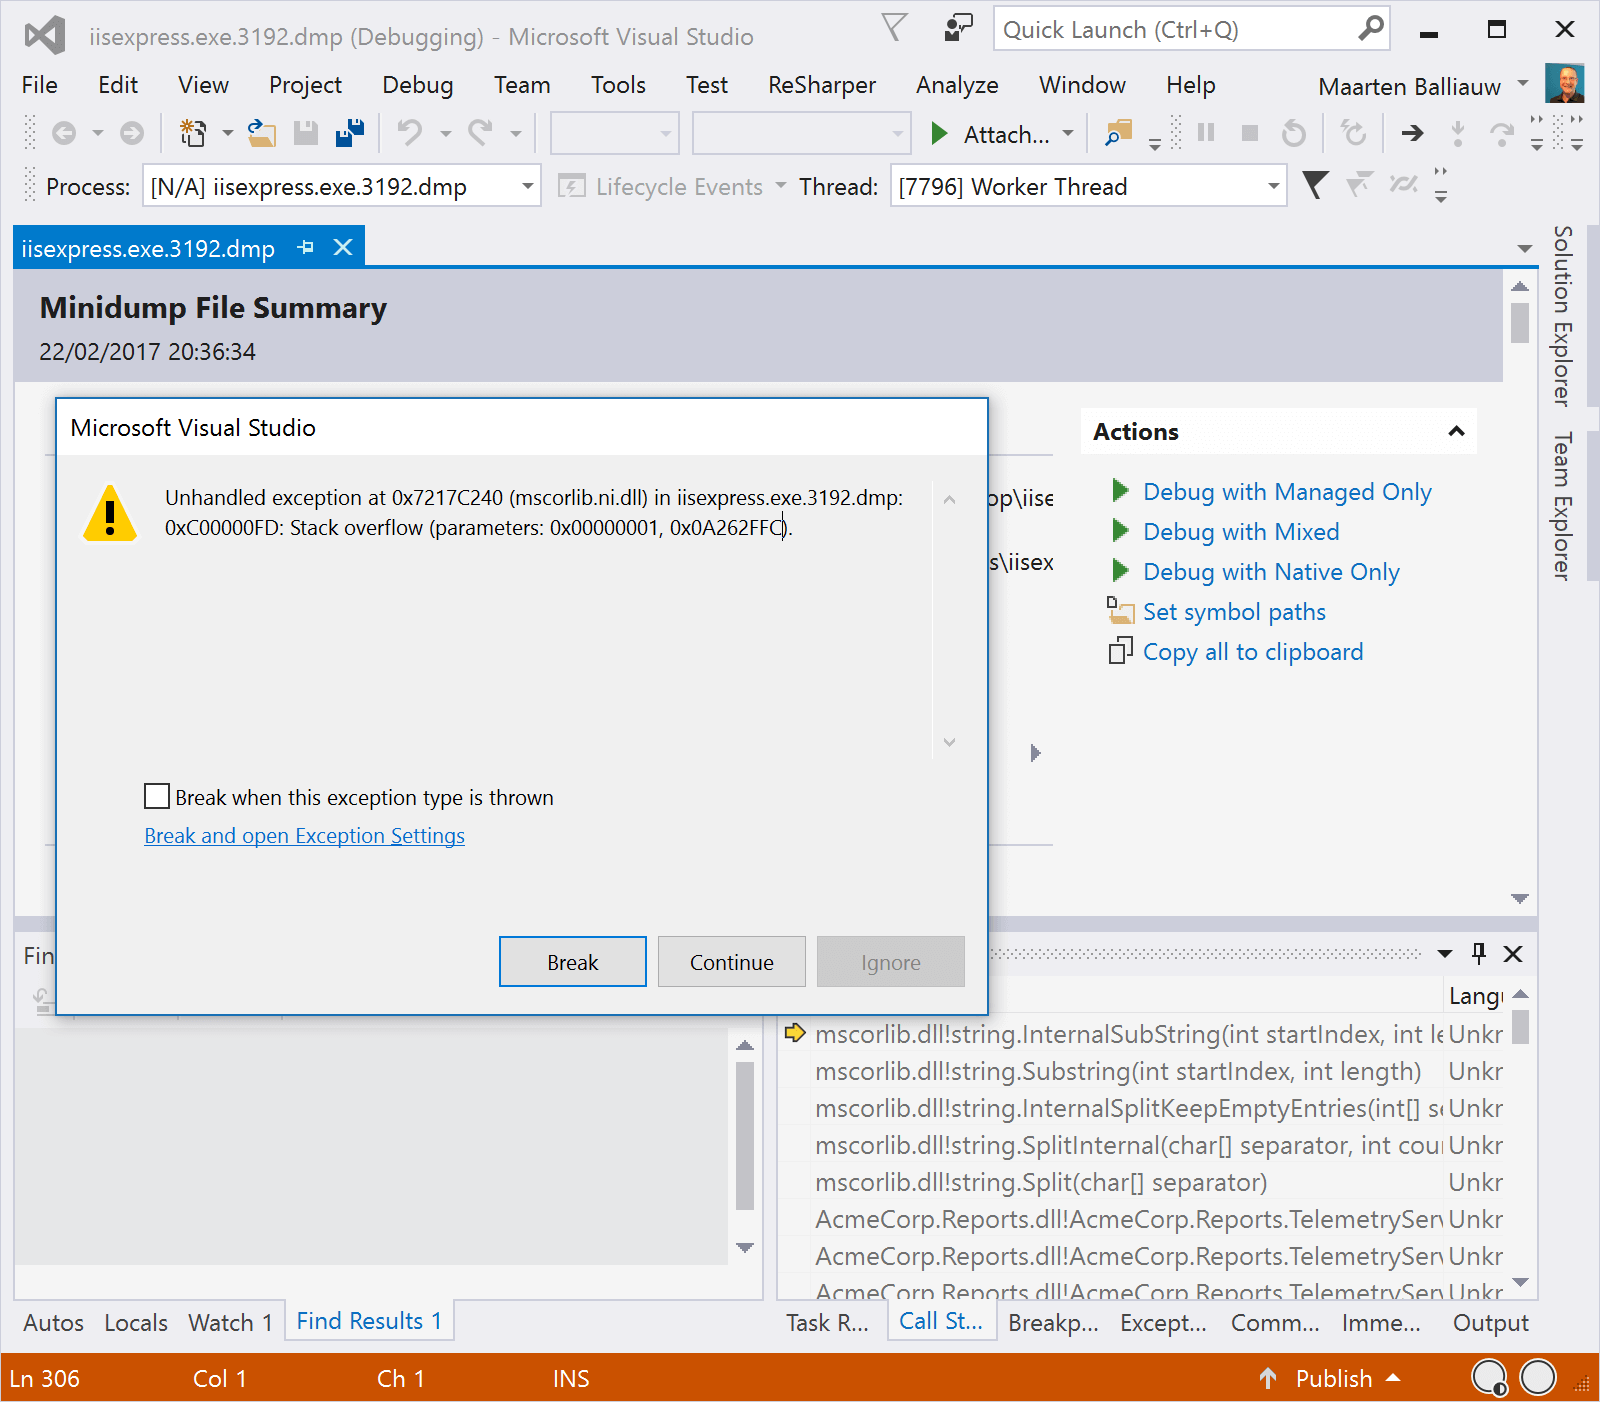 iisexpress.exe.3192.dmp (Debugging) - Microsoft Visual Studio
Quick Launch (Ctrl+Q)
File Edit View Project Debug Team Tools Test ReSharper Analyze Window Help Maarten Balliauw
Attach...
Process: [N/A] iisexpress.exe.3192.dmp Lifecycle Events Thread: [7796] Worker Thread
iisexpress.exe.3192.dmp
Solution Explorer
Team Explorer
Minidump File Summary
22/02/2017 20:36:34
Microsoft Visual Studio
Unhandled exception at 0x7217C240 (mscorlib.ni.dll) in iisexpress.exe.3192.dmp:
0xC00000FD: Stack overflow (parameters: 0x00000001, 0x0A262FFC).
Break when this exception type is thrown
Break and open Exception Settings
Break Continue Ignore
op\iise
s\iisex
Actions
Debug with Managed Only
Debug with Mixed
Debug with Native Only
Set symbol paths
Copy all to clipboard
Fin
Langu
mscorlib.dll!string.InternalSubString(int startIndex, int le Unkr
mscorlib.dll!string.Substring(int startIndex, int length) Unkr
mscorlib.dll!string.InternalSplitKeepEmptyEntries(int[] se Unkr
mscorlib.dll!string.SplitInternal(char[] separator, int cou Unkr
mscorlib.dll!string.Split(char[] separator) Unkr
AcmeCorp.Reports.dll!AcmeCorp.Reports.TelemetryServ Unkr
AcmeCorp.Reports.dll!AcmeCorp.Reports.TelemetryServ Unkr
AcmeCorp.Reports.dll!AcmeCorp.Reports.TelemetryServ Unkr
Autos Locals Watch 1 Find Results 1
Task R... Call St... Breakp... Except... Comm... Imme... Output
Ln 306 Col 1 Ch 1 INS Publish